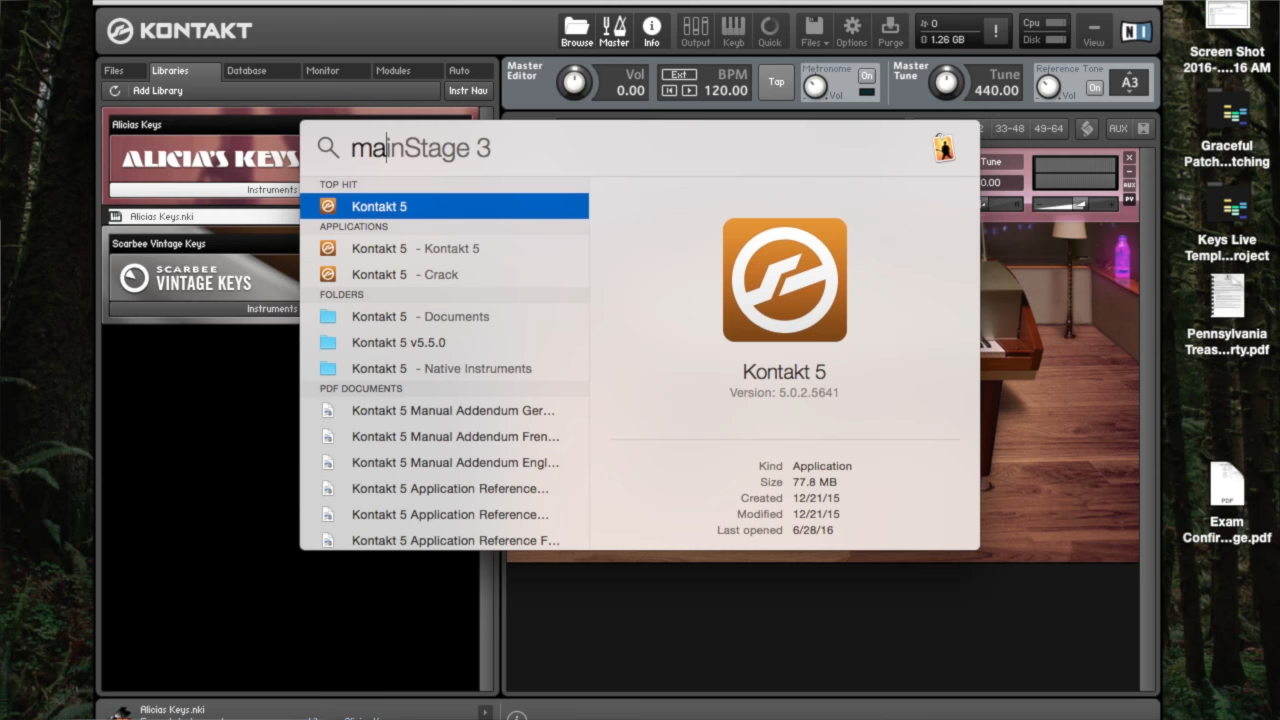 KONTAKT
Browse Master Info Output Keyb Quick Files Options Purge
0
1.26 GB
!
Cpu
Disk
View
NI
Files Libraries Database Monitor Modules Auto
Add Library
Instr Nav
Master Editor
Vol
0.00
Ext BPM
120.00
Tap
Metronome
On
Vol
Master Tune
Tune
440.00
Reference Tone
On
Vol
A3
Alicias Keys
ALICIA'S KEYS
Instruments
Alicias Keys.nki
Scarbee Vintage Keys
SCARBEE
VINTAGE KEYS
Instruments
33-48 49-64
AUX
Tune
0.00
AUX
PV
mainStage 3
TOP HIT
Kontakt 5
APPLICATIONS
Kontakt 5 - Kontakt 5
Kontakt 5 - Crack
FOLDERS
Kontakt 5 - Documents
Kontakt 5 v5.5.0
Kontakt 5 - Native Instruments
PDF DOCUMENTS
Kontakt 5 Manual Addendum Ger...
Kontakt 5 Manual Addendum Fren...
Kontakt 5 Manual Addendum Engl...
Kontakt 5 Application Reference...
Kontakt 5 Application Reference...
Kontakt 5 Application Reference F...
Kontakt 5
Version: 5.0.2.5641
Kind Application
Size 77.8 MB
Created 12/21/15
Modified 12/21/15
Last opened 6/28/16
Screen Shot
2016-....16 AM
Graceful
Patch...tching
Keys Live
Templ...roject
Pennsylvania
Treas...rty.pdf
PDF
Exam
Confir...ge.pdf
Alicias Keys.nki